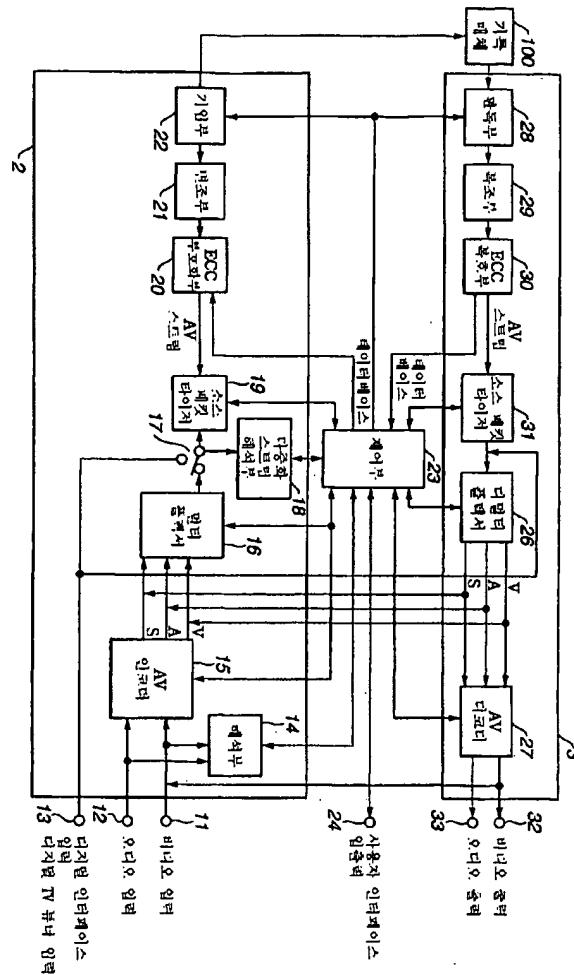 100
기록
매체
28
판독부
29
복조부
30
ECC
복호부
AV
스트림
소스 패킷
타이저
31
디멀티
플렉서
26
V
A
S
AV
디코더
27
3
32
비디오 출력
33
오디오 출력
데이터베이스
데이터
베이스
제어부
23
24
사용자 인터페이스
입출력
2
기입부
22
변조부
21
ECC
부호화부
20
AV
스트림
소스
패킷
타이저
19
17
다중화
스트림
해석부
18
멀티
플렉서
16
V
A
S
AV
인코더
15
해석부
14
11
비디오 입력
12
오디오 입력
13
디지털 인터페이스
입력
디지털 TV 튜너 입력